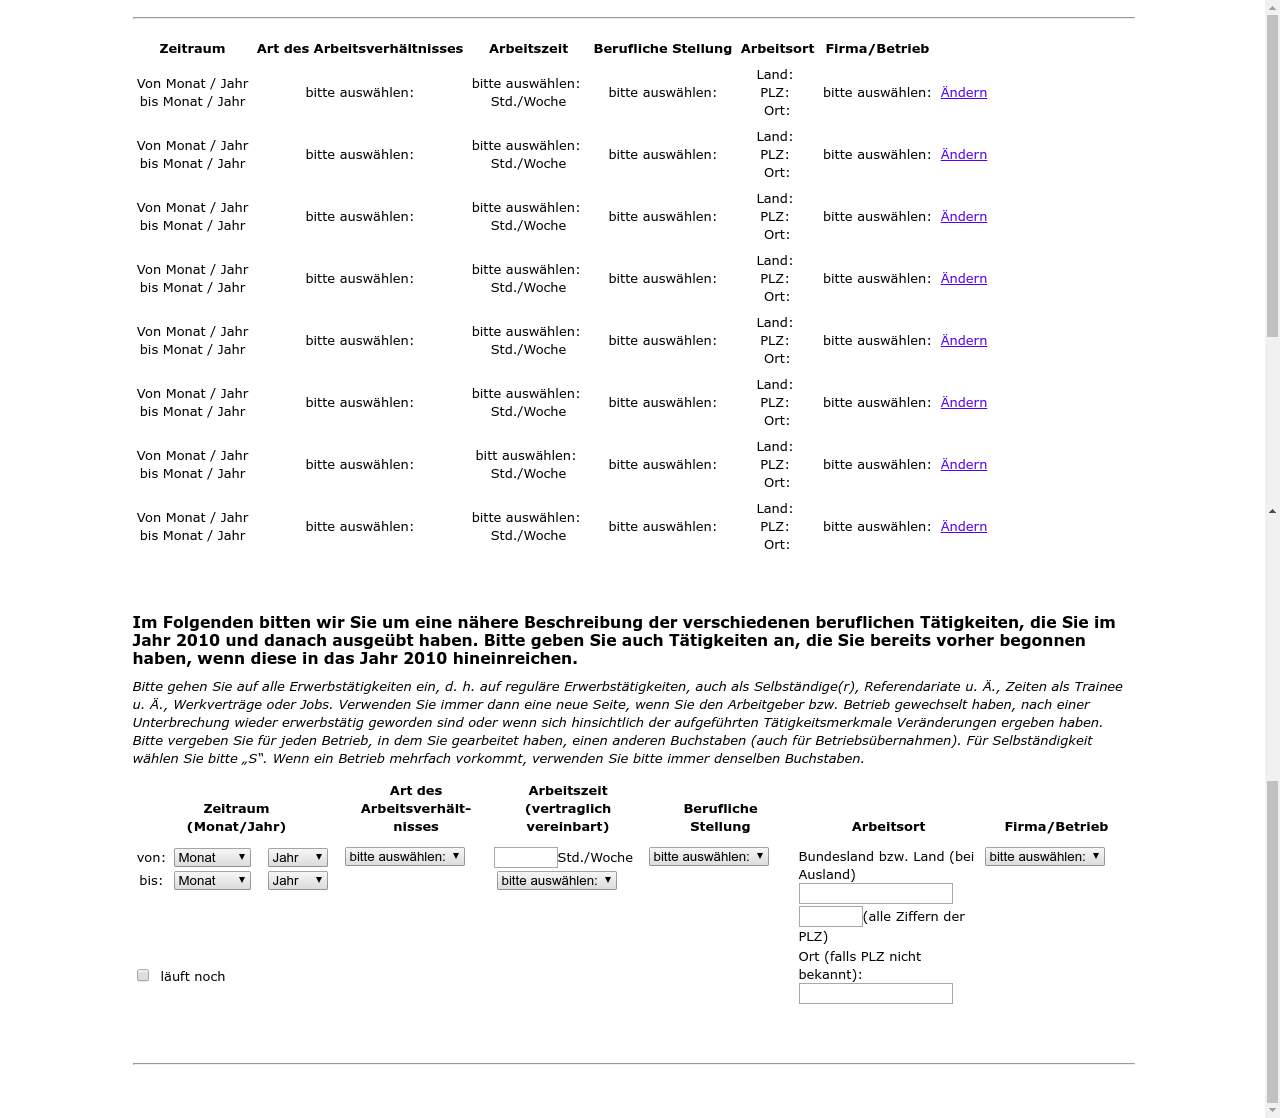 Zeitraum Art des Arbeitsverhältnisses Arbeitszeit Berufliche Stellung Arbeitsort Firma/Betrieb
Von Monat / Jahr bis Monat / Jahr bitte auswählen: bitte auswählen: Std./Woche bitte auswählen: Land: PLZ: Ort: bitte auswählen: Ändern
Von Monat / Jahr bis Monat / Jahr bitte auswählen: bitte auswählen: Std./Woche bitte auswählen: Land: PLZ: Ort: bitte auswählen: Ändern
Von Monat / Jahr bis Monat / Jahr bitte auswählen: bitte auswählen: Std./Woche bitte auswählen: Land: PLZ: Ort: bitte auswählen: Ändern
Von Monat / Jahr bis Monat / Jahr bitte auswählen: bitte auswählen: Std./Woche bitte auswählen: Land: PLZ: Ort: bitte auswählen: Ändern
Von Monat / Jahr bis Monat / Jahr bitte auswählen: bitte auswählen: Std./Woche bitte auswählen: Land: PLZ: Ort: bitte auswählen: Ändern
Von Monat / Jahr bis Monat / Jahr bitte auswählen: bitte auswählen: Std./Woche bitte auswählen: Land: PLZ: Ort: bitte auswählen: Ändern
Von Monat / Jahr bis Monat / Jahr bitte auswählen: bitt auswählen: Std./Woche bitte auswählen: Land: PLZ: Ort: bitte auswählen: Ändern
Von Monat / Jahr bis Monat / Jahr bitte auswählen: bitte auswählen: Std./Woche bitte auswählen: Land: PLZ: Ort: bitte auswählen: Ändern
Im Folgenden bitten wir Sie um eine nähere Beschreibung der verschiedenen beruflichen Tätigkeiten, die Sie im
Jahr 2010 und danach ausgeübt haben. Bitte geben Sie auch Tätigkeiten an, die Sie bereits vorher begonnen
haben, wenn diese in das Jahr 2010 hineinreichen.
Bitte gehen Sie auf alle Erwerbstätigkeiten ein, d. h. auf reguläre Erwerbstätigkeiten, auch als Selbständige(r), Referendariate u. Ä., Zeiten als Trainee
u. Ä., Werkverträge oder Jobs. Verwenden Sie immer dann eine neue Seite, wenn Sie den Arbeitgeber bzw. Betrieb gewechselt haben, nach einer
Unterbrechung wieder erwerbstätig geworden sind oder wenn sich hinsichtlich der aufgeführten Tätigkeitsmerkmale Veränderungen ergeben haben.
Bitte vergeben Sie für jeden Betrieb, in dem Sie gearbeitet haben, einen anderen Buchstaben (auch für Betriebsübernahmen). Für Selbständigkeit
wählen Sie bitte „S“. Wenn ein Betrieb mehrfach vorkommt, verwenden Sie bitte immer denselben Buchstaben.
Zeitraum
(Monat/Jahr)
Art des
Arbeitsverhält-
nisses
Arbeitszeit
(vertraglich
vereinbart)
Berufliche
Stellung
Arbeitsort
Firma/Betrieb
von: Monat Jahr
bis: Monat Jahr
läuft noch
bitte auswählen:
Std./Woche
bitte auswählen:
bitte auswählen:
Bundesland bzw. Land (bei
Ausland)
(alle Ziffern der
PLZ)
Ort (falls PLZ nicht
bekannt):
bitte auswählen: